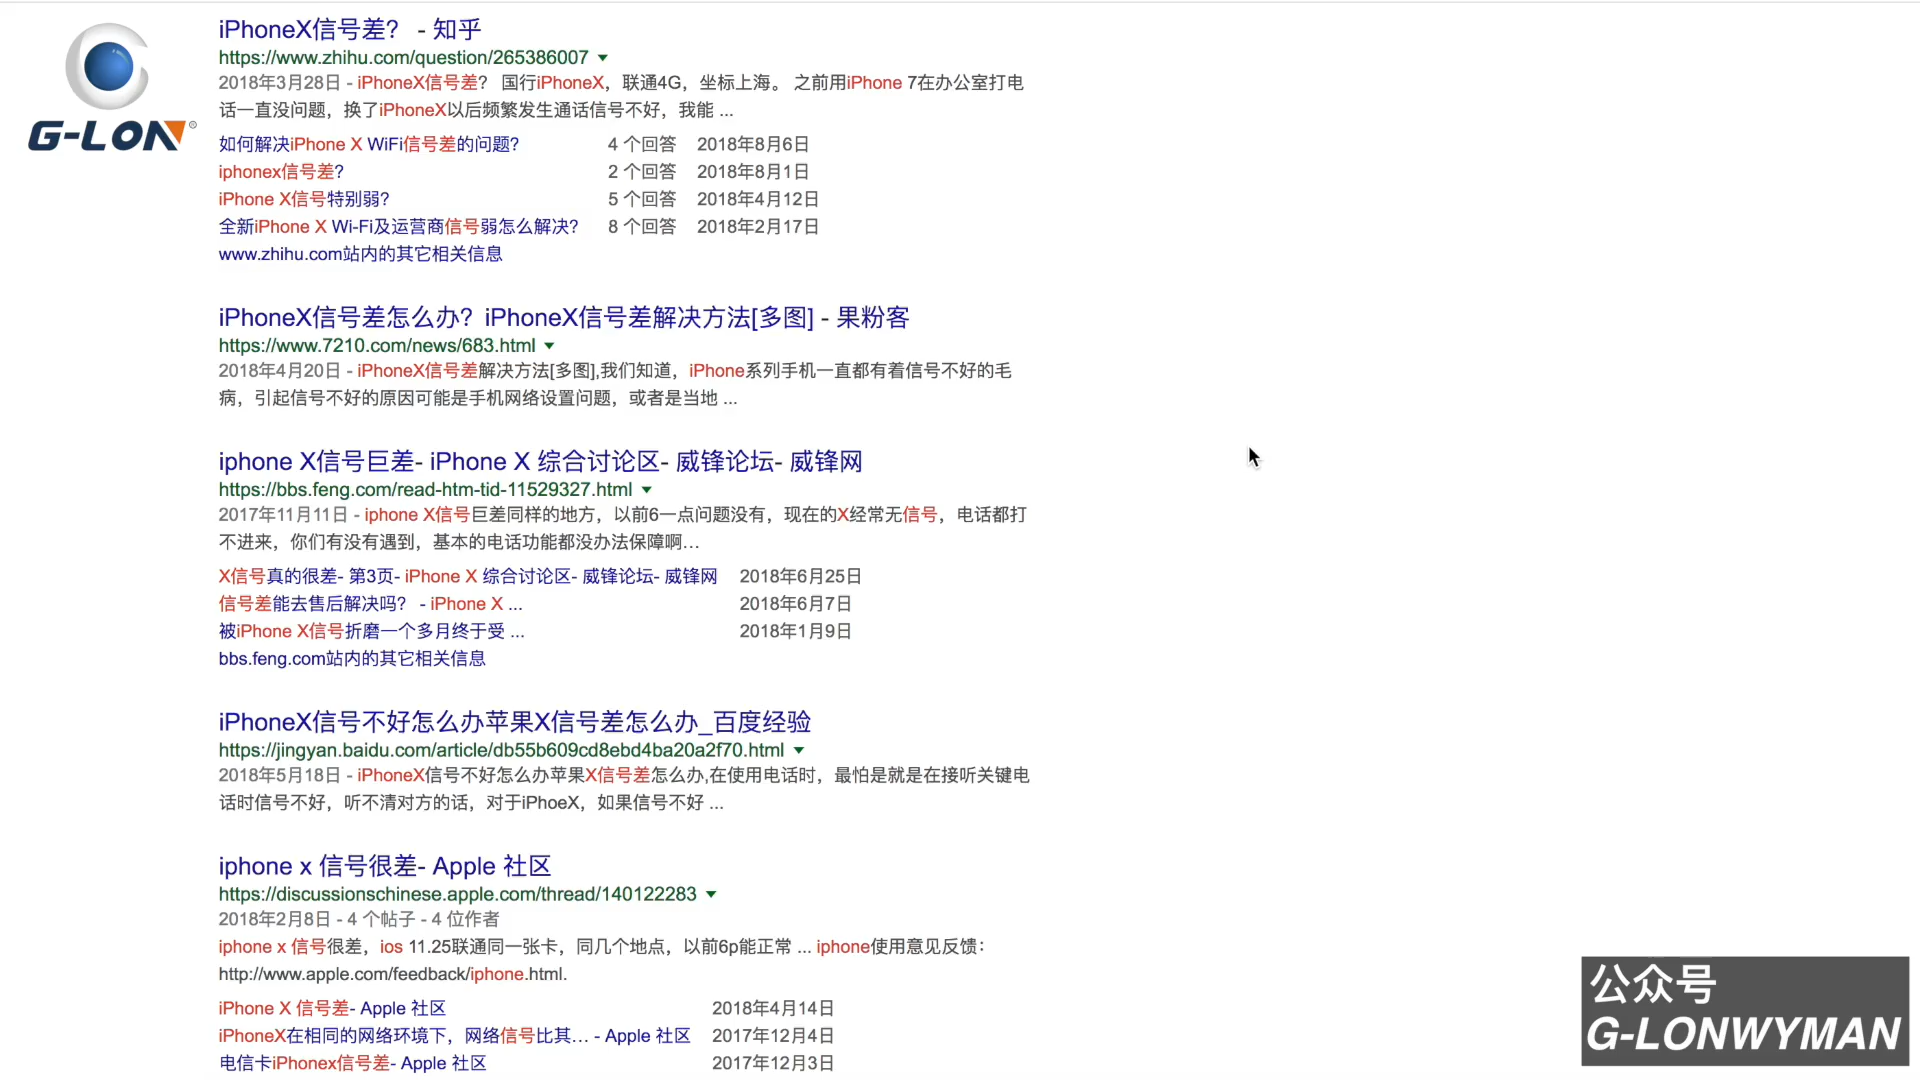 G-LON®
iPhoneX信号差？ - 知乎
https://www.zhihu.com/question/265386007
2018年3月28日 - iPhoneX信号差？ 国行iPhoneX，联通4G，坐标上海。 之前用iPhone 7在办公室打电
话一直没问题，换了iPhoneX以后频繁发生通话信号不好，我能 ...
如何解决iPhone X WiFi信号差的问题? 4 个回答 2018年8月6日
iphonex信号差? 2 个回答 2018年8月1日
iPhone X信号特别弱? 5 个回答 2018年4月12日
全新iPhone X Wi-Fi及运营商信号弱怎么解决? 8 个回答 2018年2月17日
www.zhihu.com站内的其它相关信息
iPhoneX信号差怎么办？iPhoneX信号差解决方法[多图] - 果粉客
https://www.7210.com/news/683.html
2018年4月20日 - iPhoneX信号差解决方法[多图],我们知道，iPhone系列手机一直都有着信号不好的毛
病，引起信号不好的原因可能是手机网络设置问题，或者是当地 ...
iphone X信号巨差- iPhone X 综合讨论区- 威锋论坛- 威锋网
https://bbs.feng.com/read-htm-tid-11529327.html
2017年11月11日 - iphone X信号巨差同样的地方，以前6一点问题没有，现在的X经常无信号，电话都打
不进来，你们有没有遇到，基本的电话功能都没办法保障啊…
X信号真的很差- 第3页- iPhone X 综合讨论区- 威锋论坛- 威锋网 2018年6月25日
信号差能去售后解决吗？ - iPhone X ... 2018年6月7日
被iPhone X信号折磨一个多月终于受 ... 2018年1月9日
bbs.feng.com站内的其它相关信息
iPhoneX信号不好怎么办苹果X信号差怎么办_百度经验
https://jingyan.baidu.com/article/db55b609cd8ebd4ba20a2f70.html
2018年5月18日 - iPhoneX信号不好怎么办苹果X信号差怎么办,在使用电话时，最怕是就是在接听关键电
话时信号不好，听不清对方的话，对于iPhoeX，如果信号不好 ...
iphone x 信号很差- Apple 社区
https://discussionschinese.apple.com/thread/140122283
2018年2月8日 - 4 个帖子 - 4 位作者
iphone x 信号很差，ios 11.25联通同一张卡，同几个地点，以前6p能正常 ... iphone使用意见反馈：
http://www.apple.com/feedback/iphone.html.
iPhone X 信号差- Apple 社区 2018年4月14日
iPhoneX在相同的网络环境下，网络信号比其… - Apple 社区 2017年12月4日
电信卡iPhonex信号差- Apple 社区 2017年12月3日
公众号
G-LONWYMAN